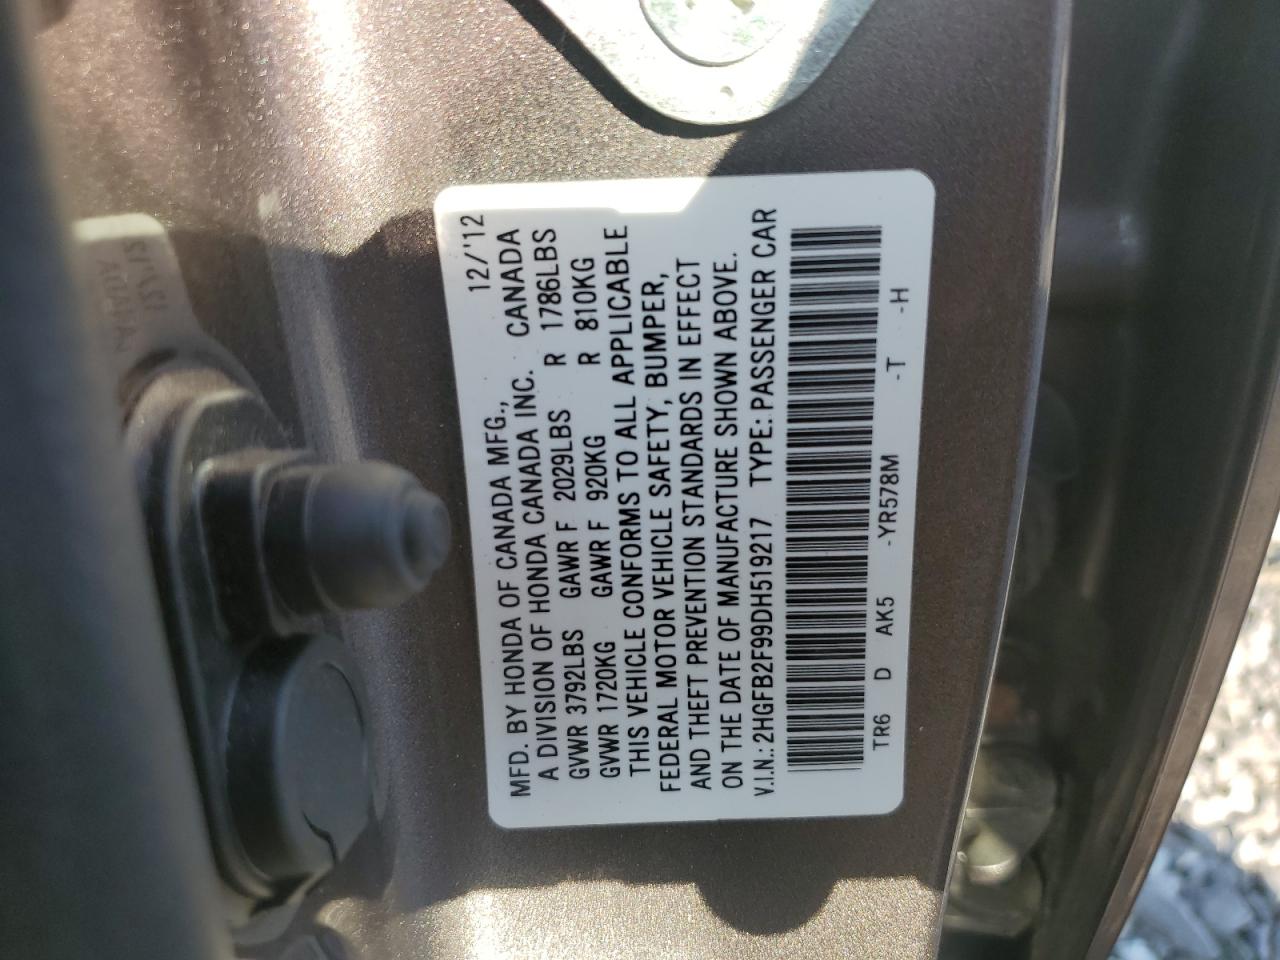 MFD. BY HONDA OF CANADA MFG., 12/'12
A DIVISION OF HONDA CANADA INC. CANADA
GVWR 3792LBS GAWR F 2029LBS R 1786LBS
GVWR 1720KG GAWR F 920KG R 810KG
THIS VEHICLE CONFORMS TO ALL APPLICABLE
FEDERAL MOTOR VEHICLE SAFETY, BUMPER,
AND THEFT PREVENTION STANDARDS IN EFFECT
ON THE DATE OF MANUFACTURE SHOWN ABOVE.
V.I.N.: 2HGFB2F99DH519217 TYPE: PASSENGER CAR
TR6 D AK5 -YR578M -T -H